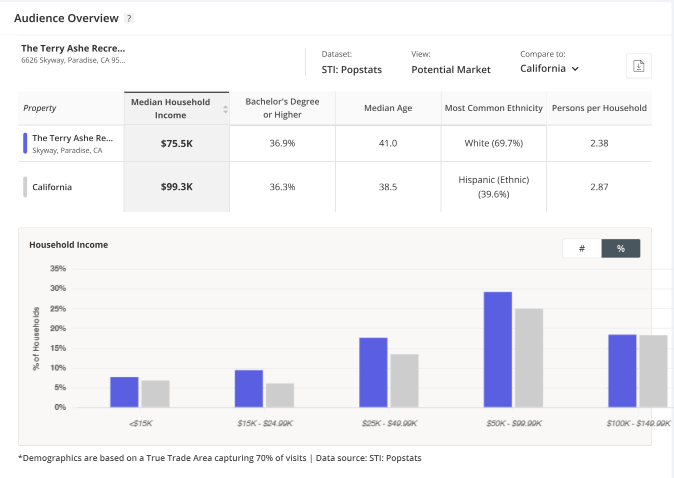 Audience Overview ?
The Terry Ashe Recre...
6626 Skyway, Paradise, CA 95...
Dataset:
STI: Popstats
View:
Potential Market
Compare to:
California
Property
Median Household
Income
Bachelor's Degree
or Higher
Median Age
Most Common Ethnicity
Persons per Household
The Terry Ashe Re...
Skyway, Paradise, CA
$75.5K
36.9%
41.0
White (69.7%)
2.38
California
$99.3K
36.3%
38.5
Hispanic (Ethnic)
(39.6%)
2.87
Household Income
#
%
% of Households
35%
30%
25%
20%
15%
10%
5%
0%
<$15K
$15K - $24.99K
$25K - $49.99K
$50K - $99.99K
$100K - $149.99K
*Demographics are based on a True Trade Area capturing 70% of visits | Data source: STI: Popstats